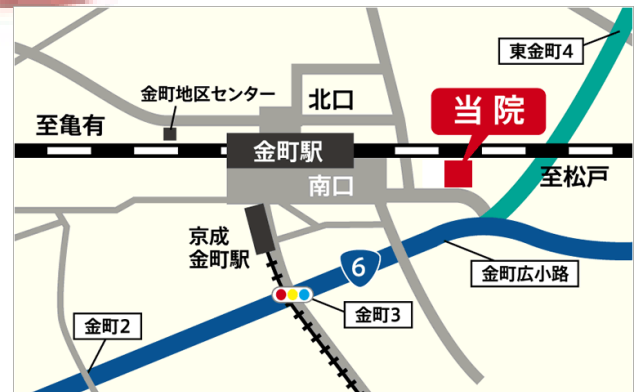 東金町4
金町地区センター
北口
当院
至亀有
金町駅
至松戸
南口
京成
金町駅
6
金町広小路
金町3
金町2